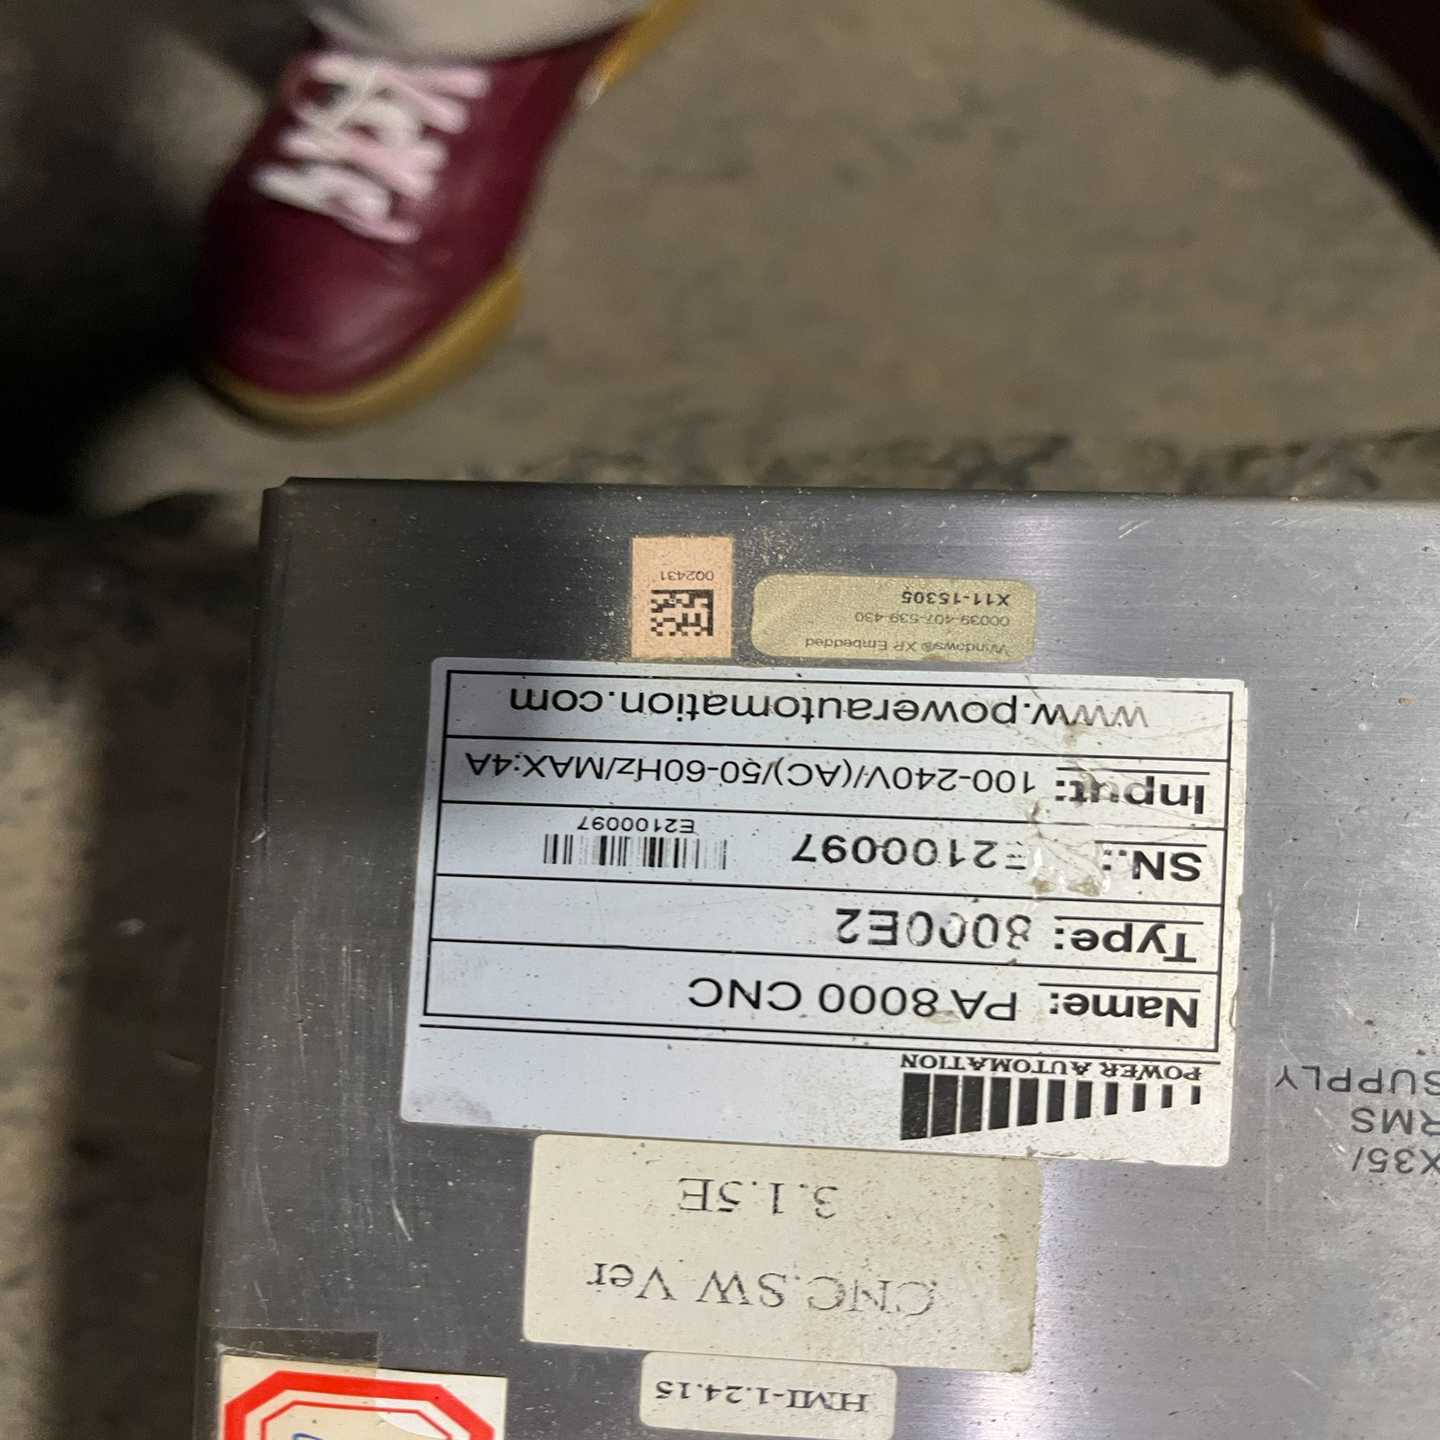 HMI-1.24.15
CNC.SW Ver
3.1.5E
POWER AUTOMATION
Name: PA 8000 CNC
Type: 8000E2
SN.: E2100097
E2100097
Input: 100-240V/(AC)/50-60Hz/MAX:4A
www.powerautomation.com
Windows® XP Embedded
00039-407-539-430
X11-15305
002431
X35/
RMS
SUPPLY